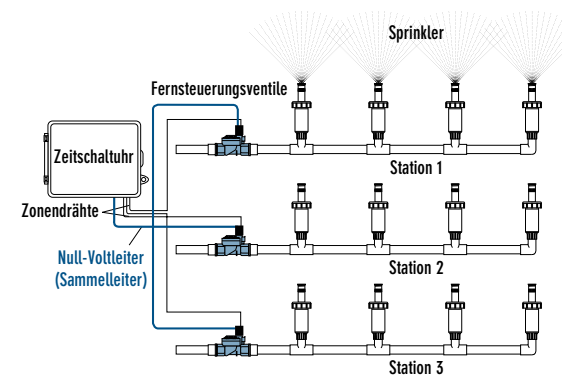 Sprinkler
Fernsteuerungsventile
Zeitschaltuhr
Station 1
Zonendrähte
Null-Voltleiter
(Sammelleiter)
Station 2
Station 3